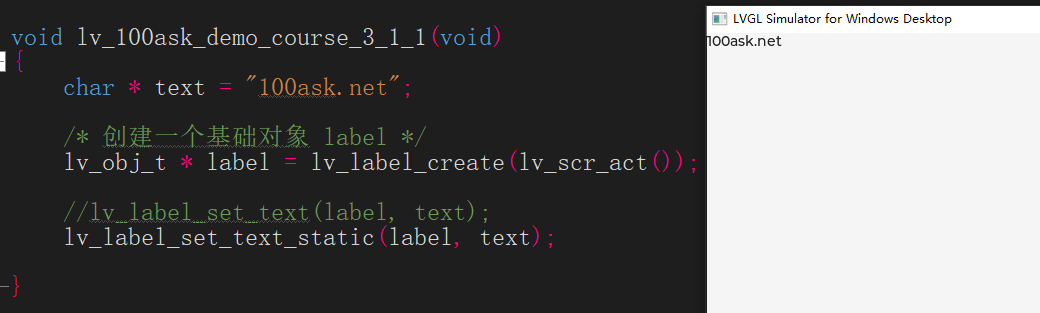 void lv_100ask_demo_course_3_1_1(void)
{
char * text = "100ask.net";
/* 创建一个基础对象 label */
lv_obj_t * label = lv_label_create(lv_scr_act());
//lv_label_set_text(label, text);
lv_label_set_text_static(label, text);
}
LVGL Simulator for Windows Desktop
100ask.net